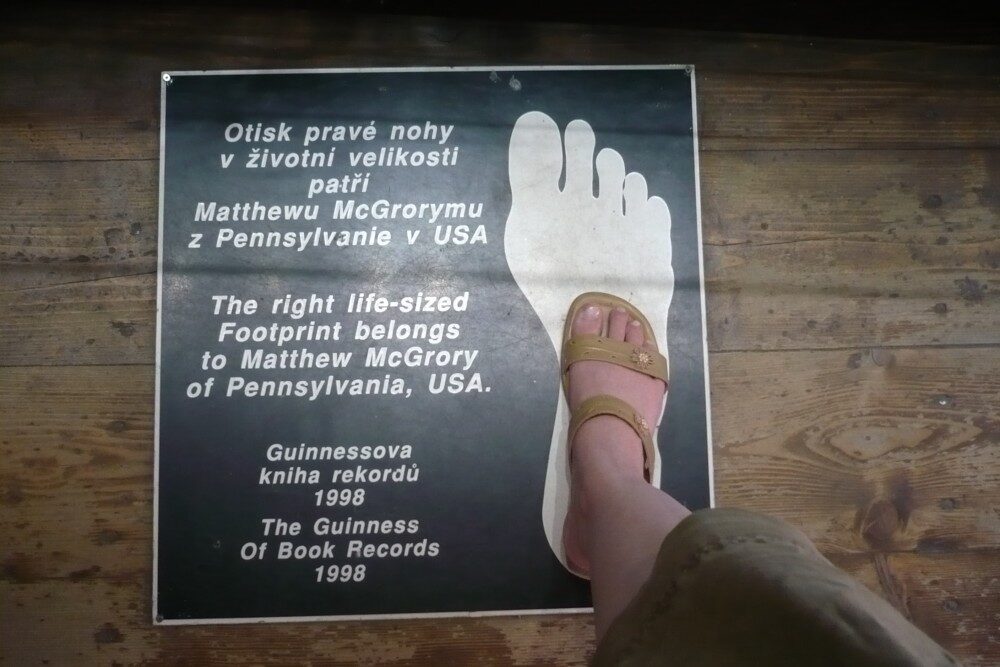 Otisk pravé nohy
v životní velikosti
patří
Matthewu McGrorymu
z Pennsylvanie v USA
The right life-sized
Footprint belongs
to Matthew McGrory
of Pennsylvania, USA.
Guinnessova
kniha rekordů
1998
The Guinness
Of Book Records
1998